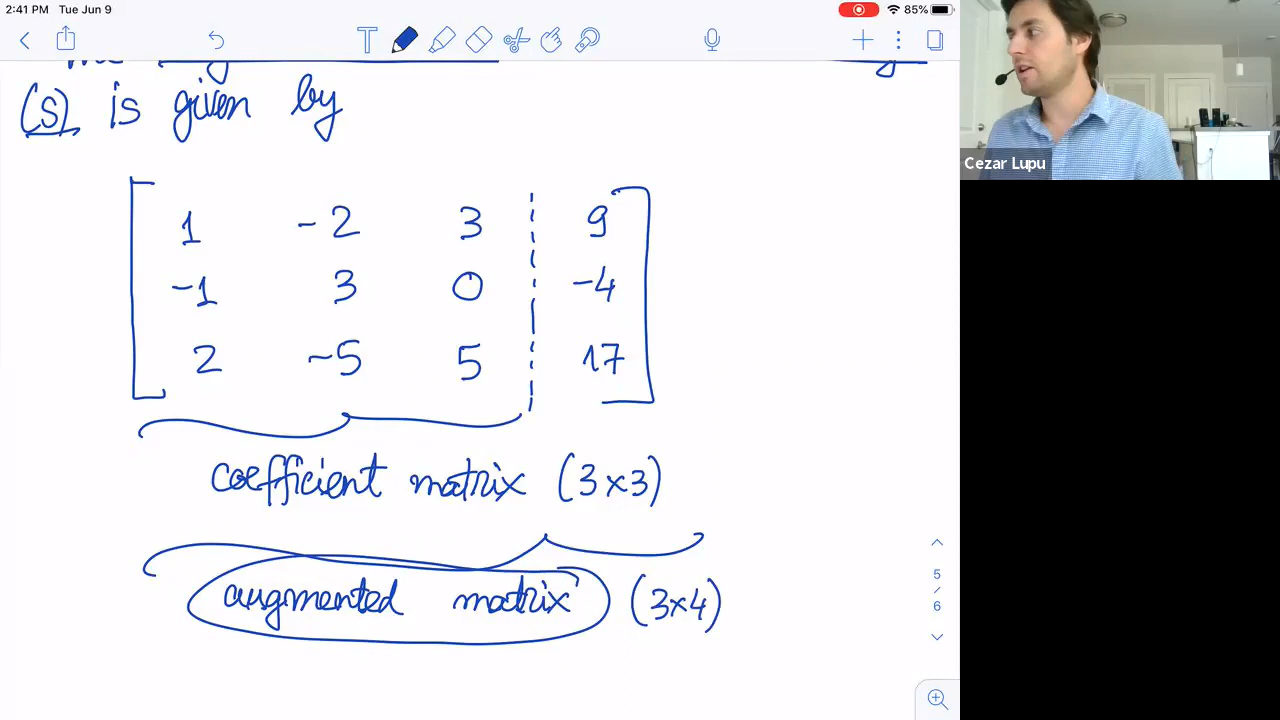 2:41 PM Tue Jun 9
85%
(S) is given by
1 -2 3 9
-1 3 0 -4
2 -5 5 17
coefficient matrix (3×3)
augmented matrix (3×4)
5
/
6
Cezar Lupu